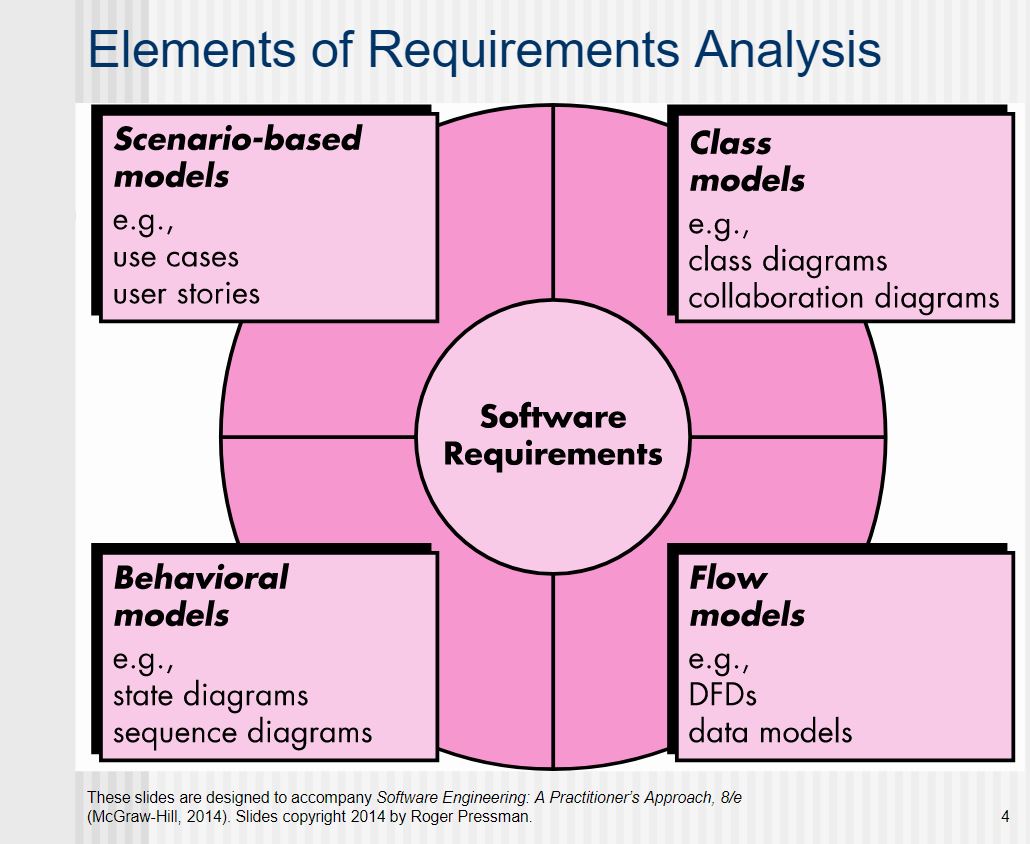 Elements of Requirements Analysis
Scenario-based
models
e.g.,
use cases
user stories
Class
models
e.g.,
class diagrams
collaboration diagrams
Software
Requirements
Behavioral
models
e.g.,
state diagrams
sequence diagrams
Flow
models
e.g.,
DFDs
data models
These slides are designed to accompany Software Engineering: A Practitioner's Approach, 8/e
(McGraw-Hill, 2014). Slides copyright 2014 by Roger Pressman.
4